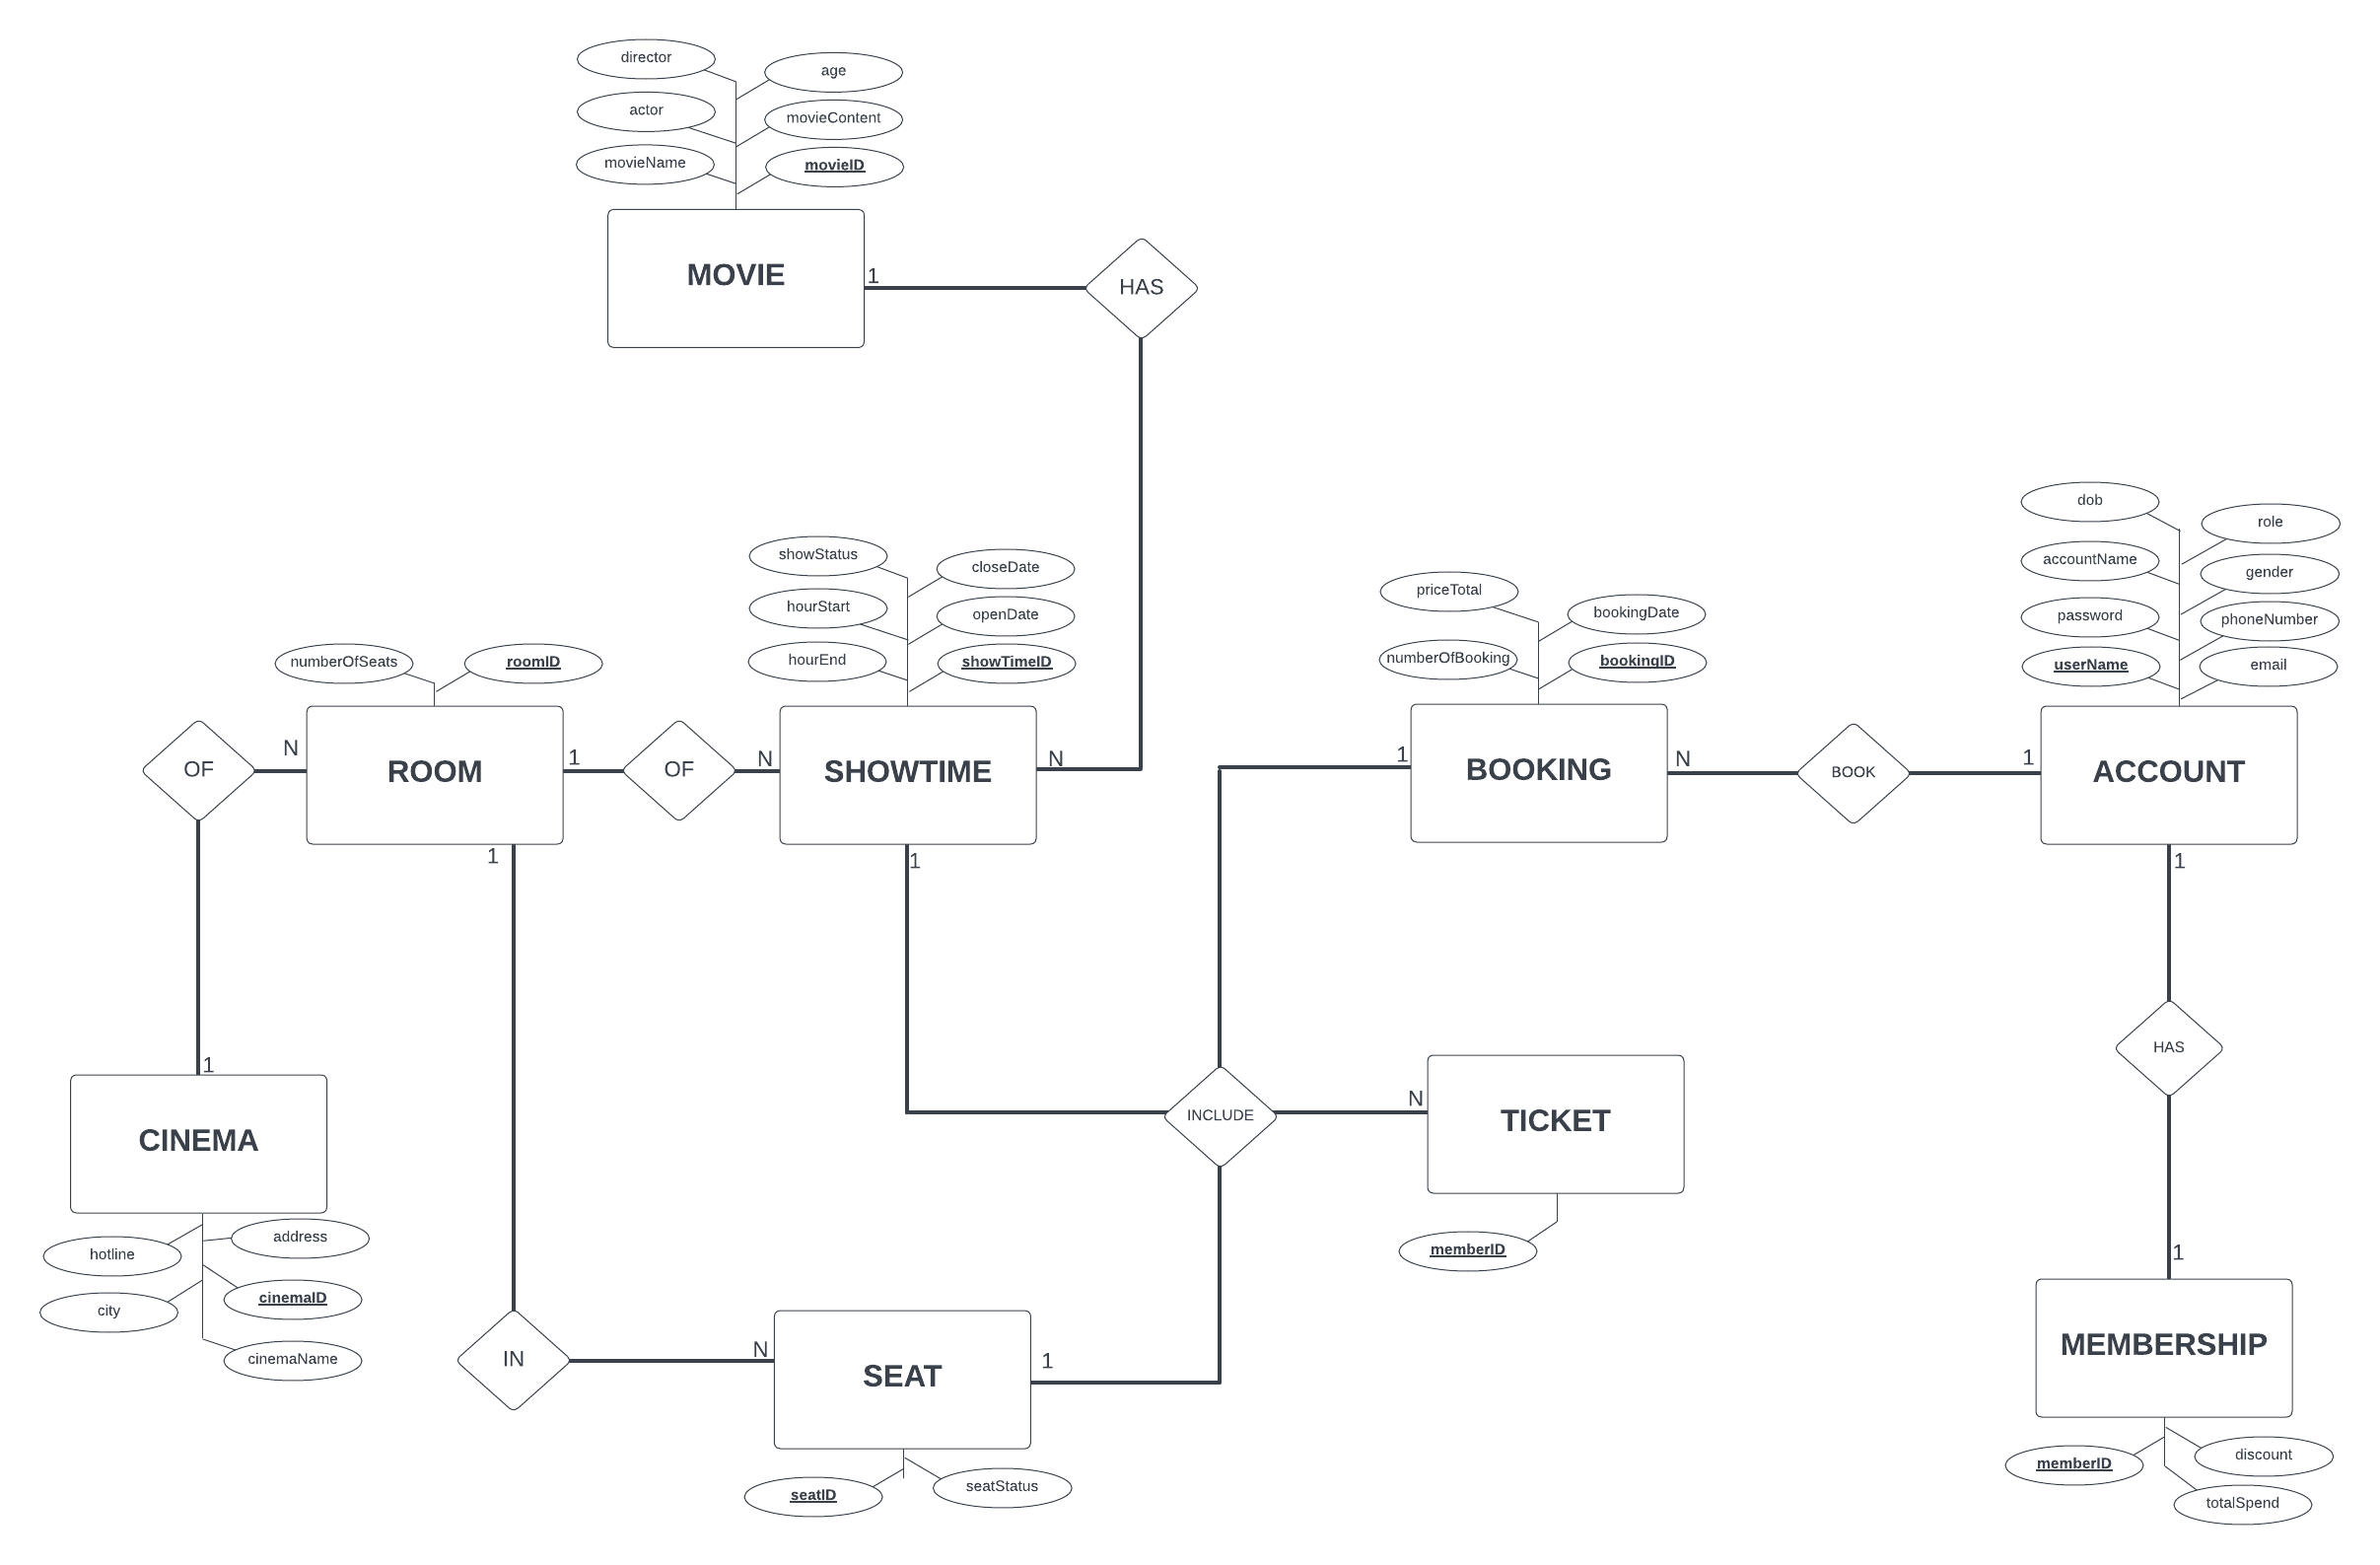 director
age
actor
movieContent
movieName
movieID
MOVIE
1
HAS
showStatus
closeDate
hourStart
openDate
hourEnd
showTimeID
numberOfSeats
roomID
priceTotal
bookingDate
numberOfBooking
bookingID
dob
role
accountName
gender
password
phoneNumber
userName
email
OF
N
ROOM
1
OF
N
SHOWTIME
N
1
BOOKING
N
BOOK
1
ACCOUNT
1
1
1
HAS
1
CINEMA
INCLUDE
N
TICKET
memberID
hotline
address
city
cinemaID
cinemaName
IN
N
SEAT
1
seatID
seatStatus
1
MEMBERSHIP
memberID
discount
totalSpend